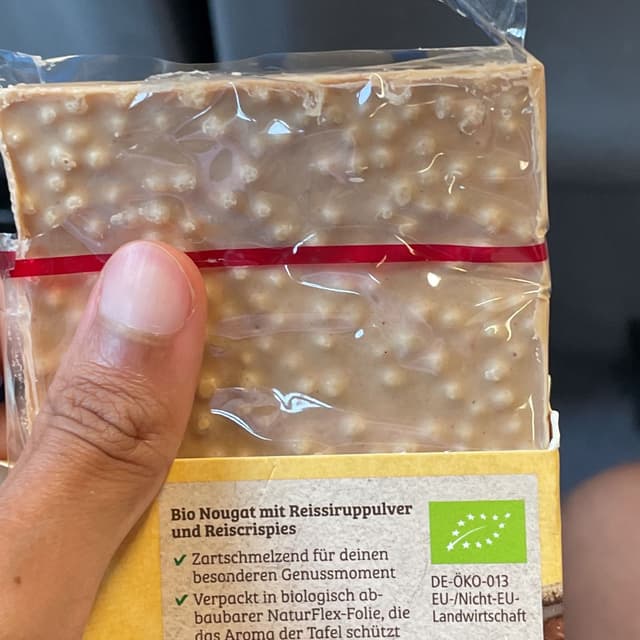 Bio Nougat mit Reissiruppulver
und Reiscrispies
✓ Zartschmelzend für deinen
besonderen Genussmoment
✓ Verpackt in biologisch ab-
baubarer NaturFlex-Folie, die
das Aroma der Tafel schützt
DE-ÖKO-013
EU-/Nicht-EU-
Landwirtschaft